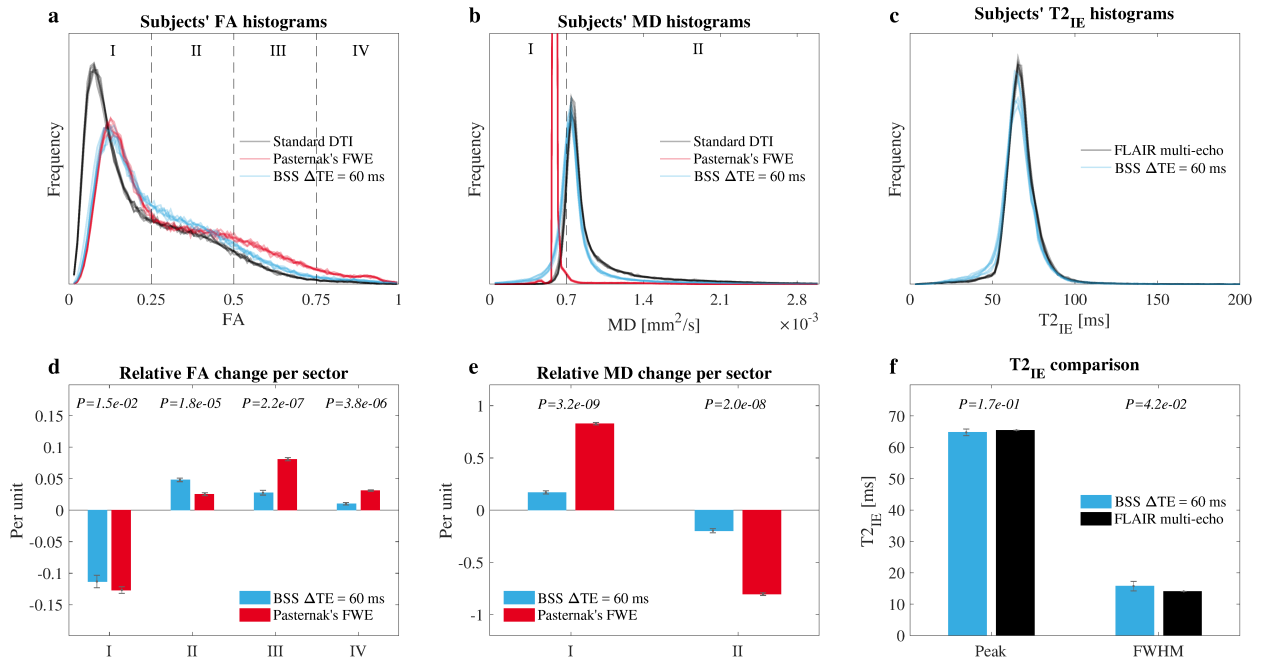 a
Subjects' FA histograms
I II III IV
Frequency
Standard DTI
Pasternak's FWE
BSS ΔTE = 60 ms
0 0.25 0.5 0.75 1
FA
b
Subjects' MD histograms
I II
Frequency
Standard DTI
Pasternak's FWE
BSS ΔTE = 60 ms
0 0.7 1.4 2.1 2.8
MD [mm²/s]
×10⁻³
c
Subjects' T2_IE histograms
Frequency
FLAIR multi-echo
BSS ΔTE = 60 ms
0 50 100 150 200
T2_IE [ms]
d
Relative FA change per sector
P=1.5e-02 P=1.8e-05 P=2.2e-07 P=3.8e-06
0.15
0.1
0.05
0
-0.05
-0.1
-0.15
Per unit
BSS ΔTE = 60 ms
Pasternak's FWE
I II III IV
e
Relative MD change per sector
P=3.2e-09 P=2.0e-08
1
0.5
0
-0.5
-1
Per unit
BSS ΔTE = 60 ms
Pasternak's FWE
I II
f
T2_IE comparison
P=1.7e-01 P=4.2e-02
70
60
50
40
30
20
10
0
T2_IE [ms]
BSS ΔTE = 60 ms
FLAIR multi-echo
Peak FWHM